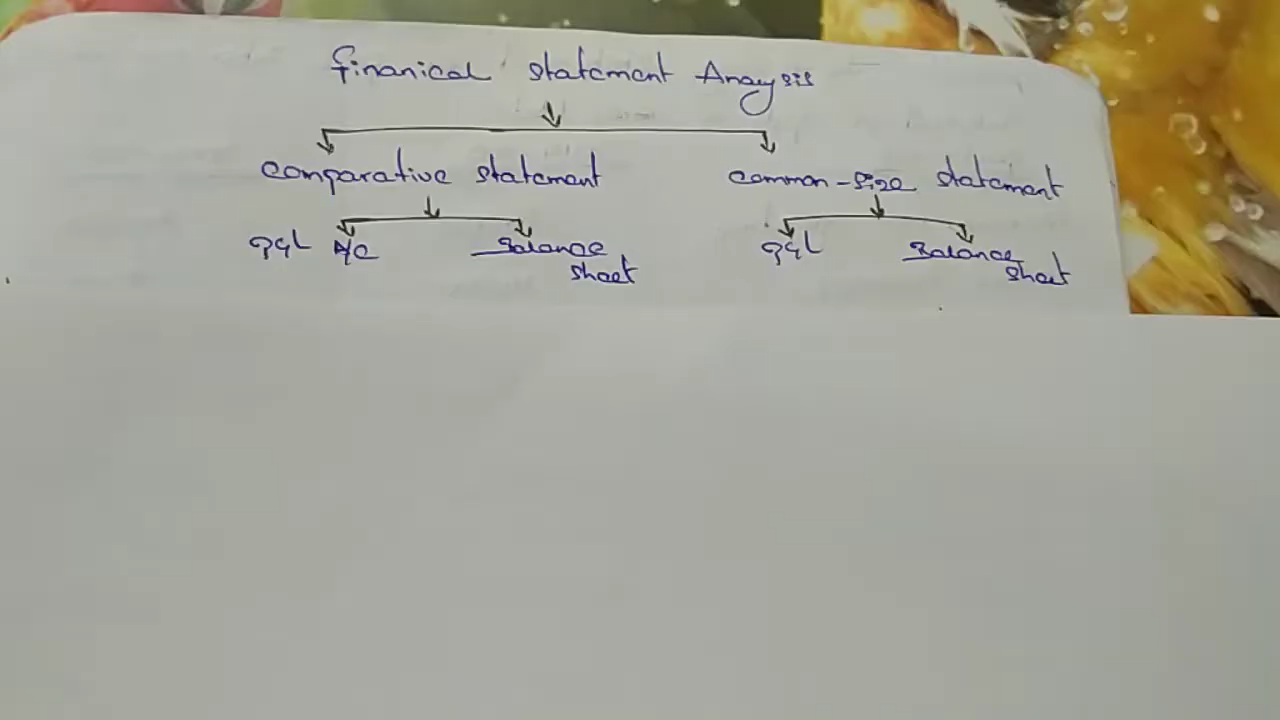 Finanical statement Anaysis
comparative statement common-size statement
P&L A/C Balance sheet P&L Balance sheet